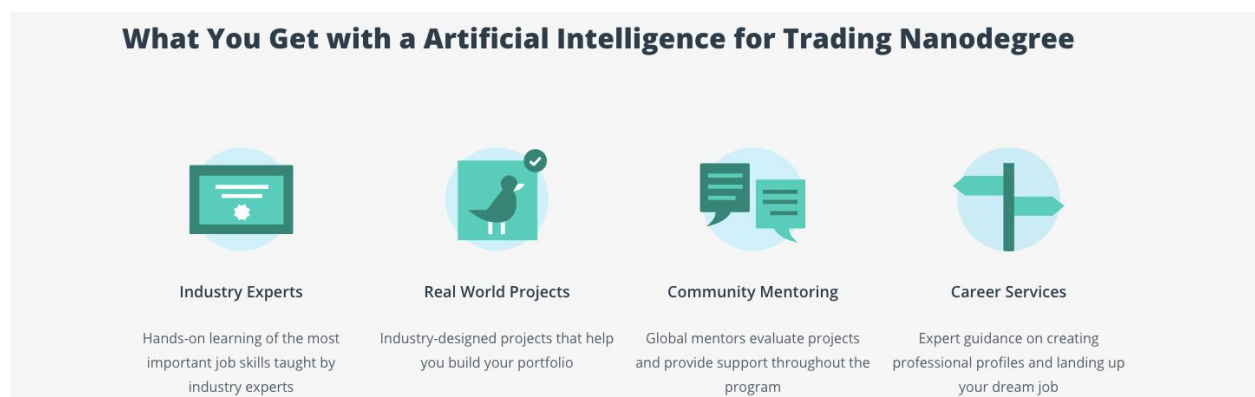 What You Get with a Artificial Intelligence for Trading Nanodegree
Industry Experts
Hands-on learning of the most
important job skills taught by
industry experts
Real World Projects
Industry-designed projects that help
you build your portfolio
Community Mentoring
Global mentors evaluate projects
and provide support throughout the
program
Career Services
Expert guidance on creating
professional profiles and landing up
your dream job